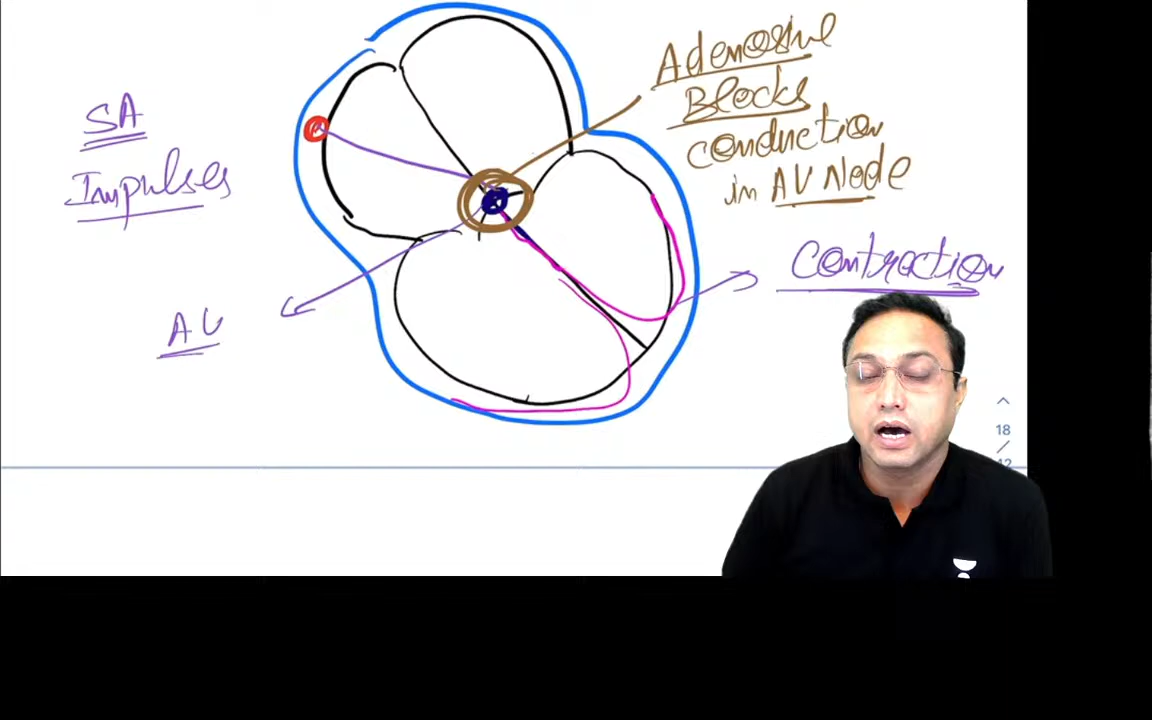 SA
Impulses
AV
Adenosine
Blocks
conduction
in AV Node
Contraction
18
/